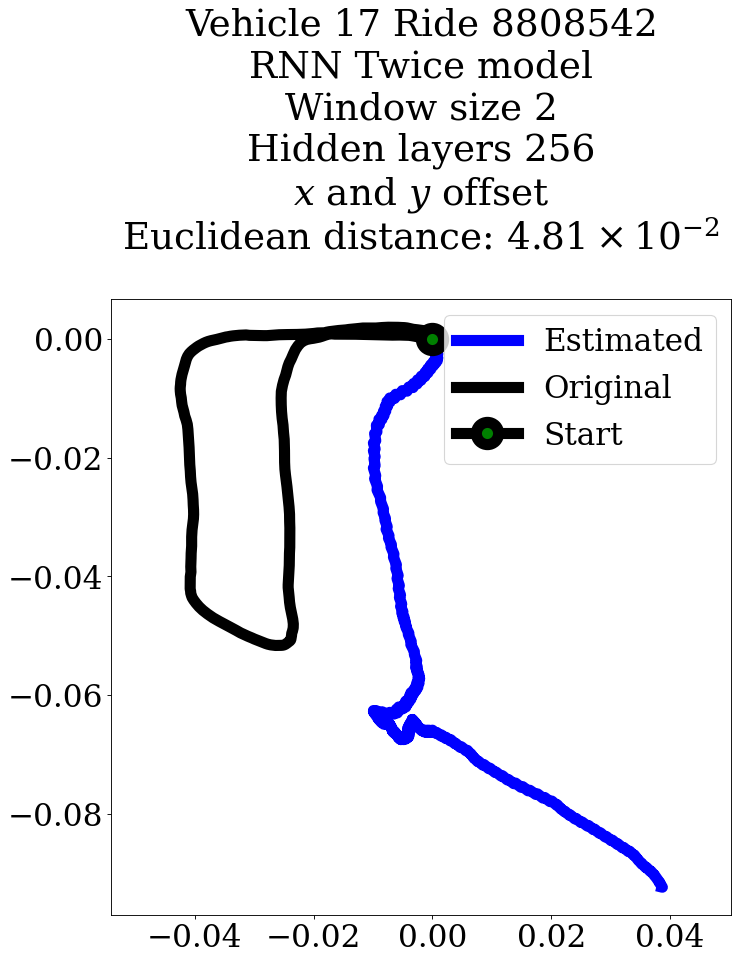 Vehicle 17 Ride 8808542
RNN Twice model
Window size 2
Hidden layers 256
x and y offset
Euclidean distance: 4.81 × 10⁻²
Estimated
Original
Start
0.00
−0.02
−0.04
−0.06
−0.08
−0.04 −0.02 0.00 0.02 0.04